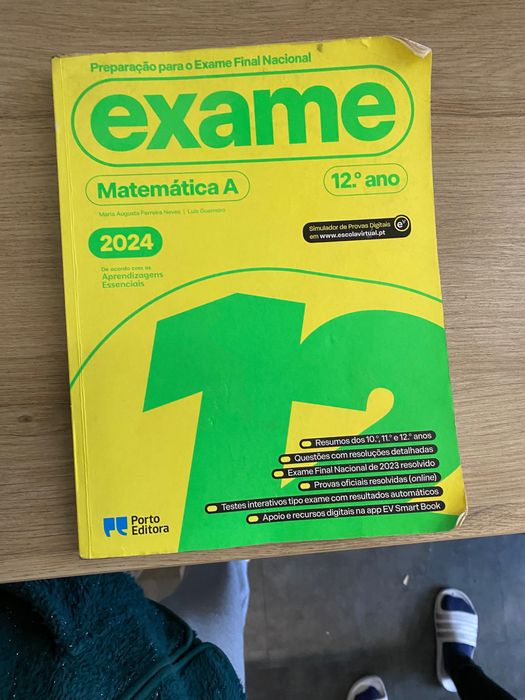 Preparação para o Exame Final Nacional
exame
Matemática A
12.º ano
Maria Augusta Ferreira Neves | Luís Guerreiro
2024
Simulador de Provas Digitais
em www.escolavirtual.pt
De acordo com as
Aprendizagens
Essenciais
12
Resumos dos 10.º, 11.º e 12.º anos
Questões com resoluções detalhadas
Exame Final Nacional de 2023 resolvido
Provas oficiais resolvidas (online)
Testes interativos tipo exame com resultados automáticos
Apoio e recursos digitais na app EV Smart Book
Porto
Editora